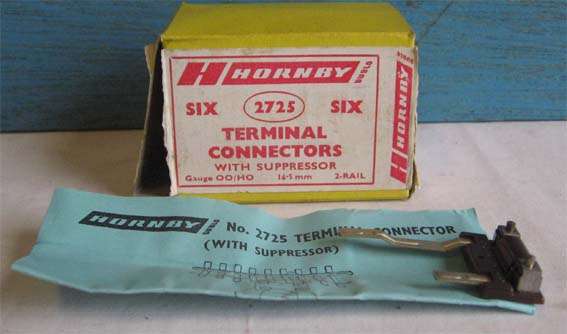 HORNBY
DUBLO
SIX 2725 SIX
TERMINAL
CONNECTORS
WITH SUPPRESSOR
Gauge OO/HO 16·5 mm 2-RAIL
HORNBY
DUBLO
HORNBY
DUBLO
No. 2725 TERMINAL CONNECTOR
(WITH SUPPRESSOR)